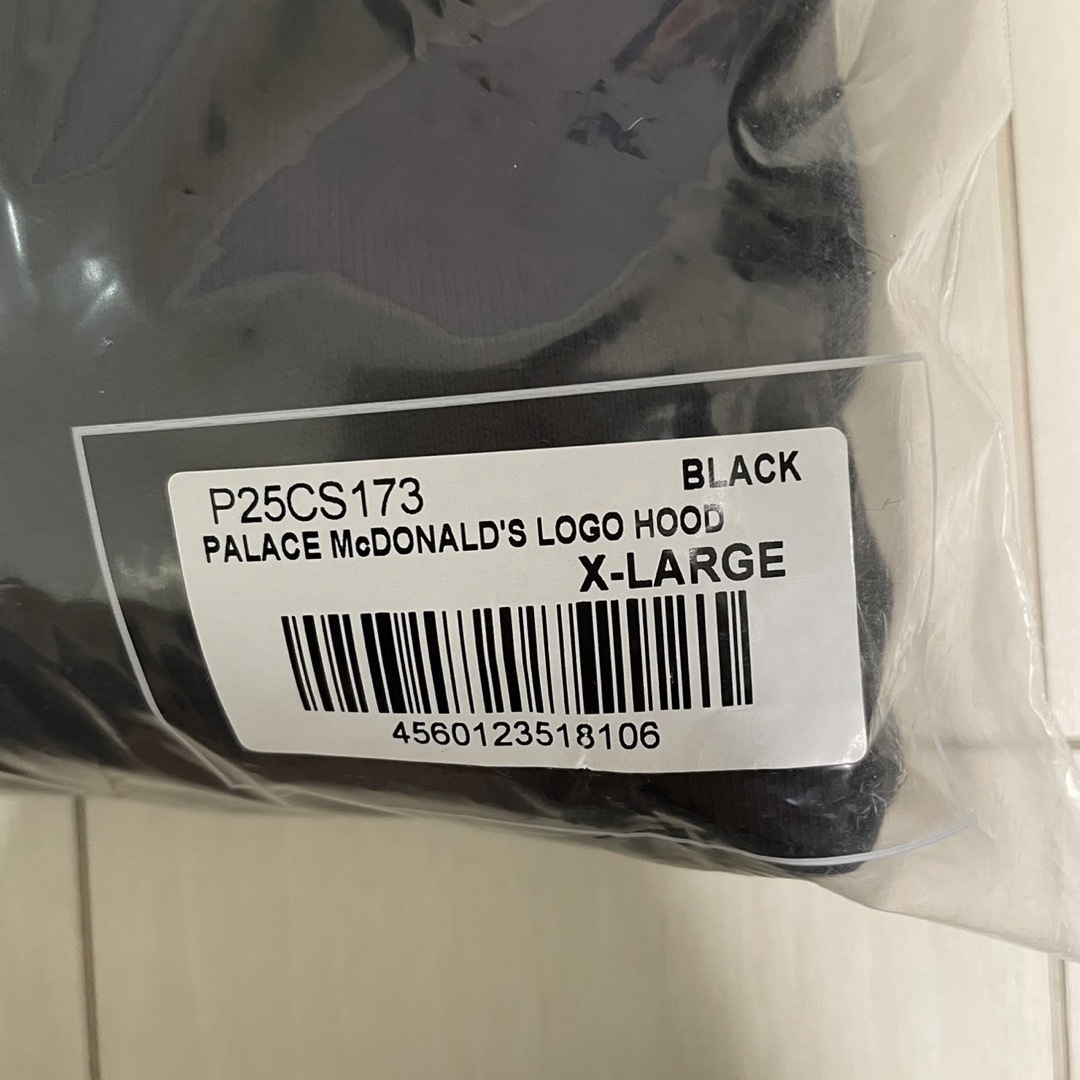 P25CS173 BLACK
PALACE McDONALD'S LOGO HOOD
X-LARGE
4560123518106